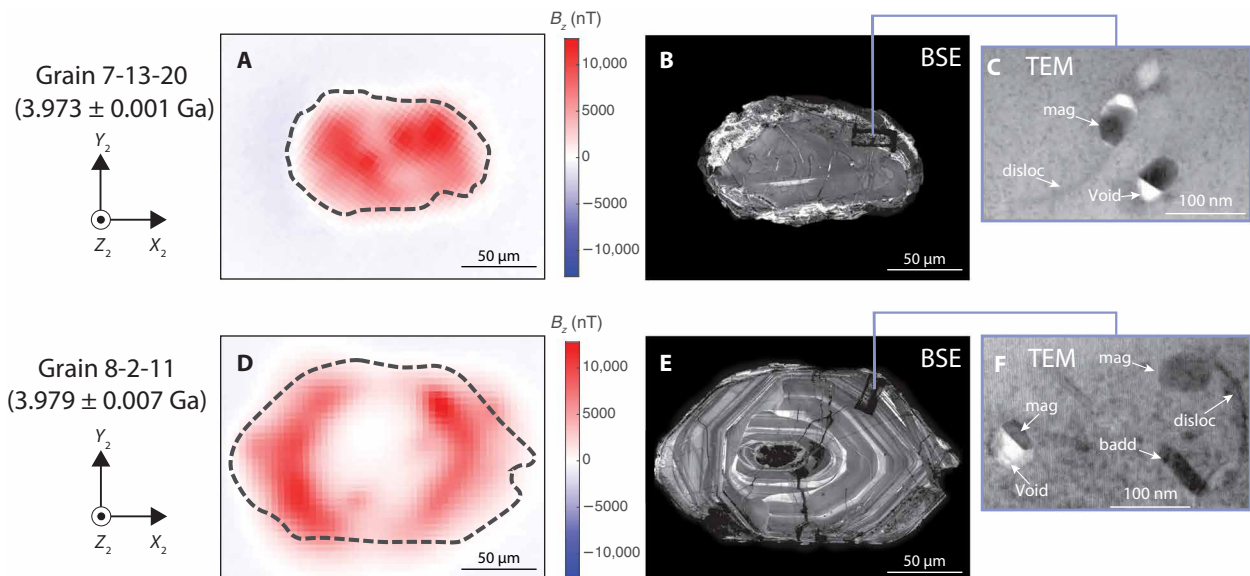 Grain 7-13-20
(3.973 ± 0.001 Ga)
Y2
Z2
X2
A
50 µm
Bz (nT)
10,000
5000
0
−5000
−10,000
B
BSE
50 µm
C
TEM
mag
disloc
Void
100 nm
Grain 8-2-11
(3.979 ± 0.007 Ga)
Y2
Z2
X2
D
50 µm
Bz (nT)
10,000
5000
0
−5000
−10,000
E
BSE
50 µm
TEM
F
mag
mag
disloc
badd
Void
100 nm